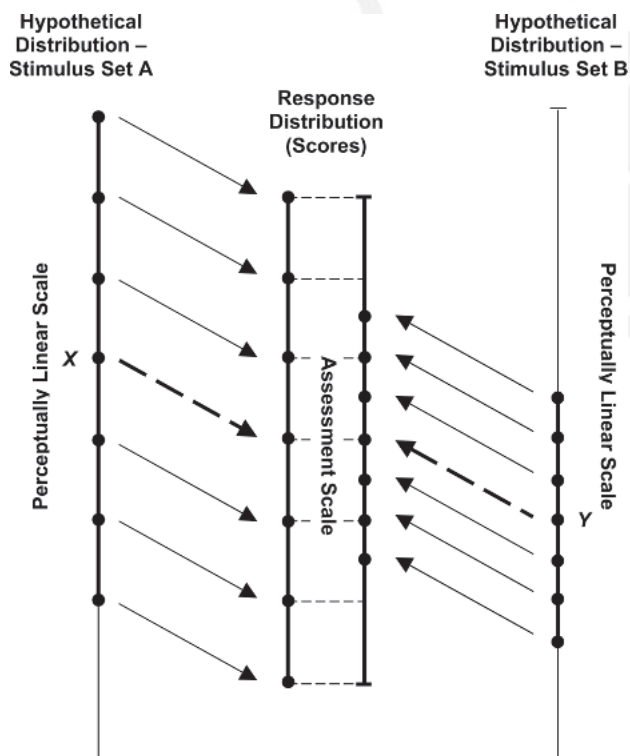 Hypothetical
Distribution –
Stimulus Set A
Hypothetical
Distribution –
Stimulus Set B
Response
Distribution
(Scores)
Perceptually Linear Scale
X
Assessment Scale
Perceptually Linear Scale
Y